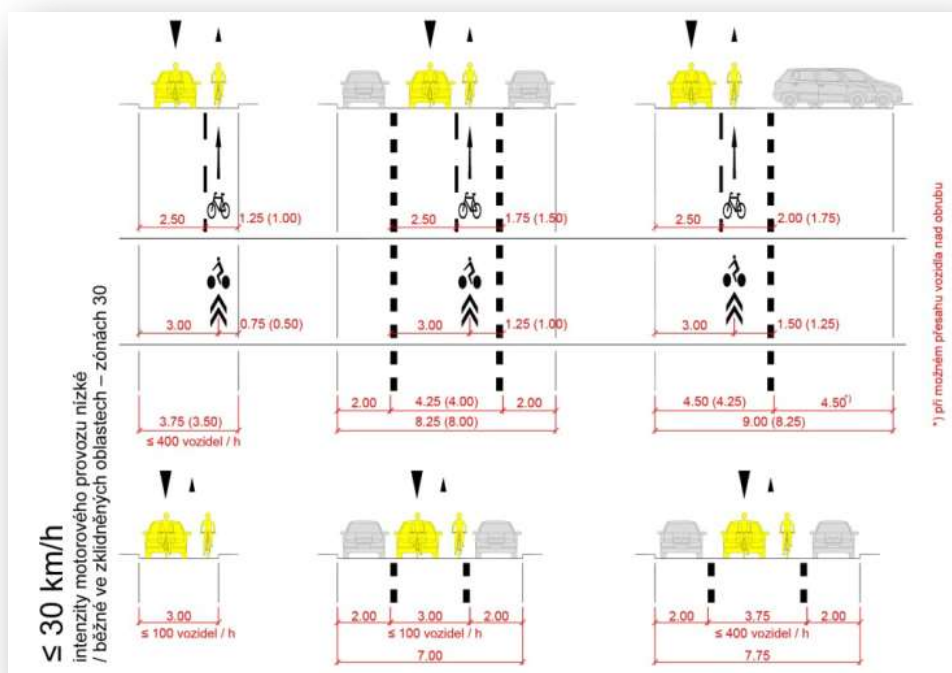 2.50 1.25 (1.00) 2.50 1.75 (1.50) 2.50 2.00 (1.75)
3.00 0.75 (0.50) 3.00 1.25 (1.00) 3.00 1.50 (1.25)
2.00 4.25 (4.00) 2.00 4.50 (4.25) 4.50*)
3.75 (3.50) 8.25 (8.00) 9.00 (8.25)
≤ 400 vozidel / h
3.00 2.00 3.00 2.00 2.00 3.75 2.00
≤ 100 vozidel / h ≤ 100 vozidel / h ≤ 400 vozidel / h
7.00 7.75
≤ 30 km/h
intenzity motorového provozu nízké
/ běžné ve zklidněných oblastech – zónách 30
*) při možném přesahu vozidla nad obrubu